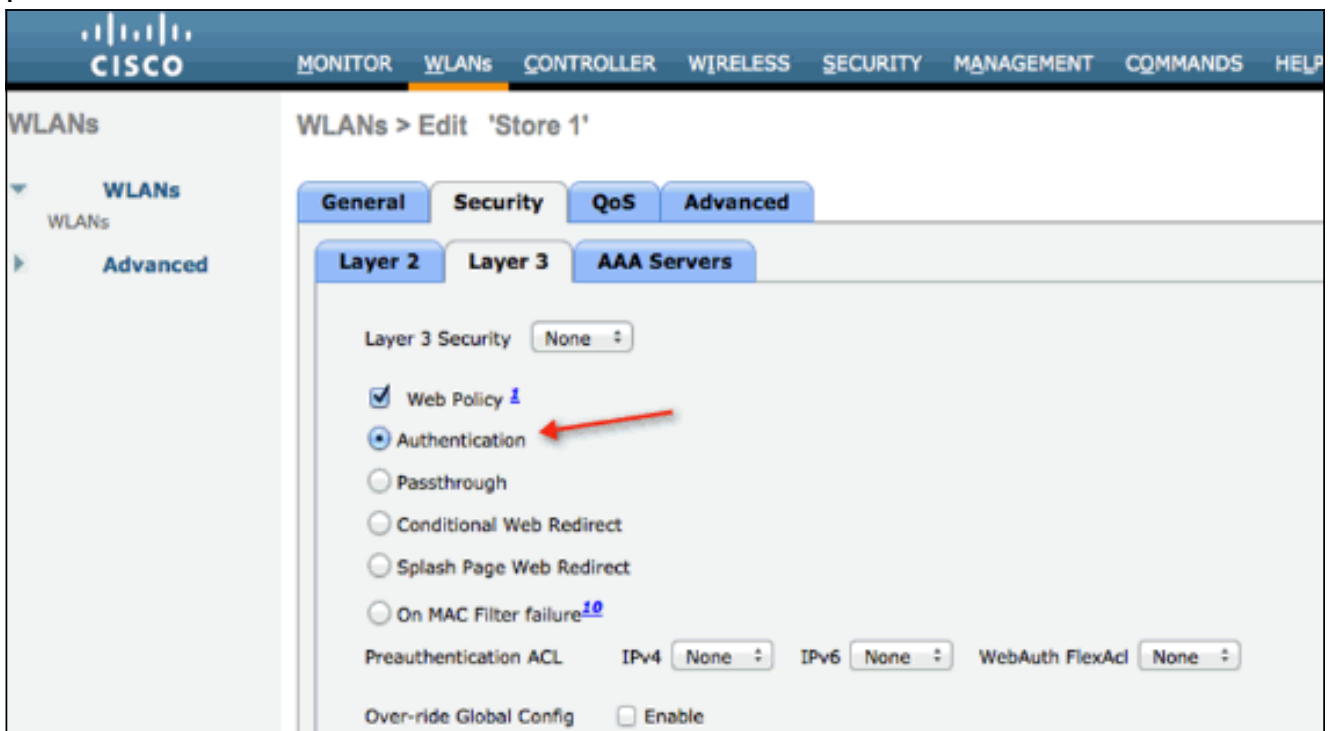 CISCO
MONITOR WLANs CONTROLLER WIRELESS SECURITY MANAGEMENT COMMANDS HELP
WLANs
WLANs > Edit 'Store 1'
WLANs
WLANs
Advanced
General Security QoS Advanced
Layer 2 Layer 3 AAA Servers
Layer 3 Security None
Web Policy 1
Authentication
Passthrough
Conditional Web Redirect
Splash Page Web Redirect
On MAC Filter failure10
Preauthentication ACL IPv4 None IPv6 None WebAuth FlexAcl None
Over-ride Global Config Enable